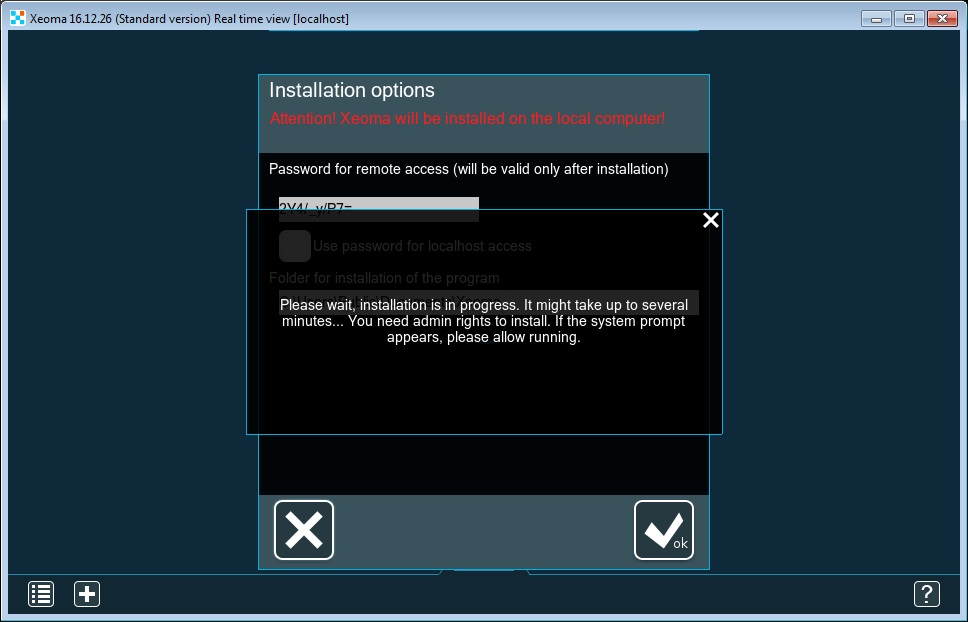 Xeoma 16.12.26 (Standard version) Real time view [localhost]
Installation options
Attention! Xeoma will be installed on the local computer!
Password for remote access (will be valid only after installation)
Use password for localhost access
Folder for installation of the program
Please wait, installation is in progress. It might take up to several
minutes... You need admin rights to install. If the system prompt
appears, please allow running.
ok
?